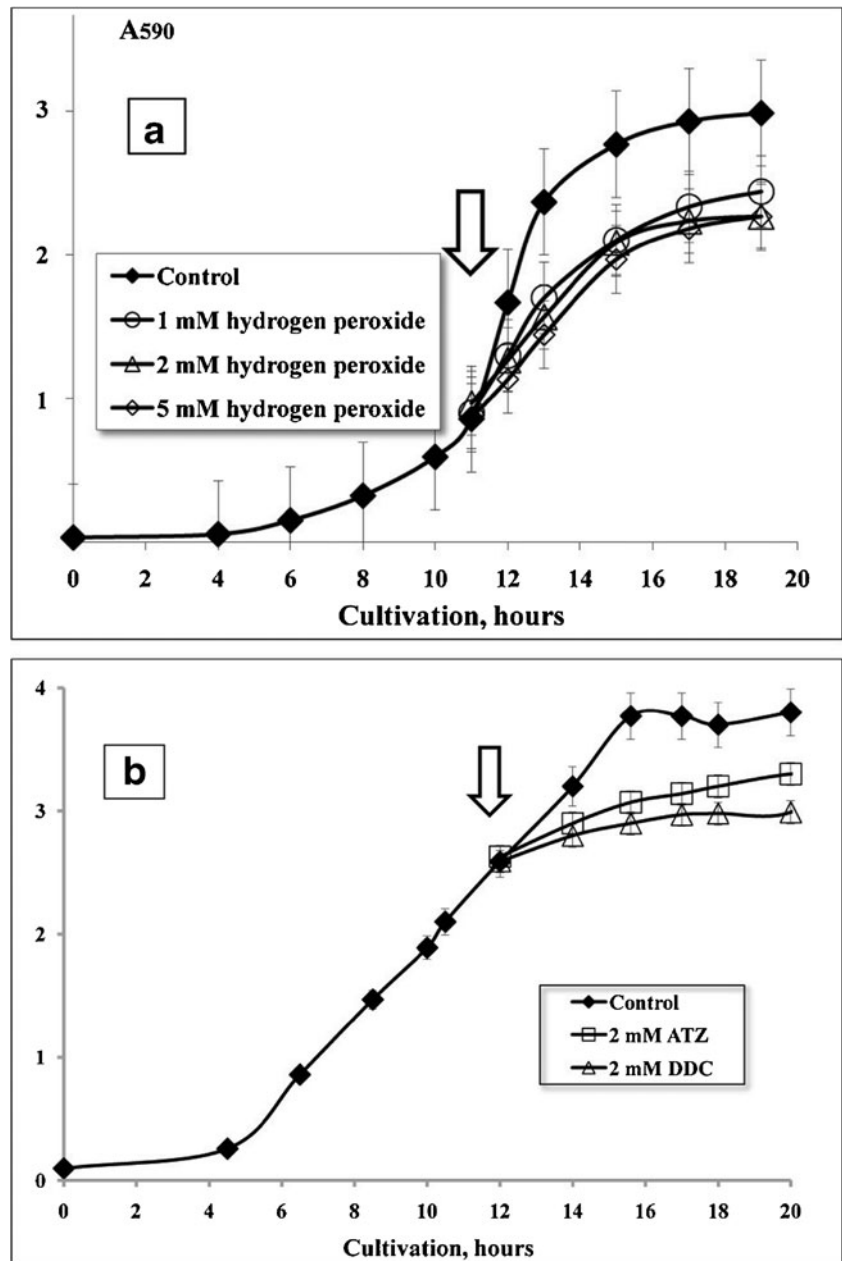 A590
3
a
2
Control
1 mM hydrogen peroxide
2 mM hydrogen peroxide
5 mM hydrogen peroxide
1
0 2 4 6 8 10 12 14 16 18 20
Cultivation, hours
4
b
3
2
Control
2 mM ATZ
2 mM DDC
1
0
0 2 4 6 8 10 12 14 16 18 20
Cultivation, hours